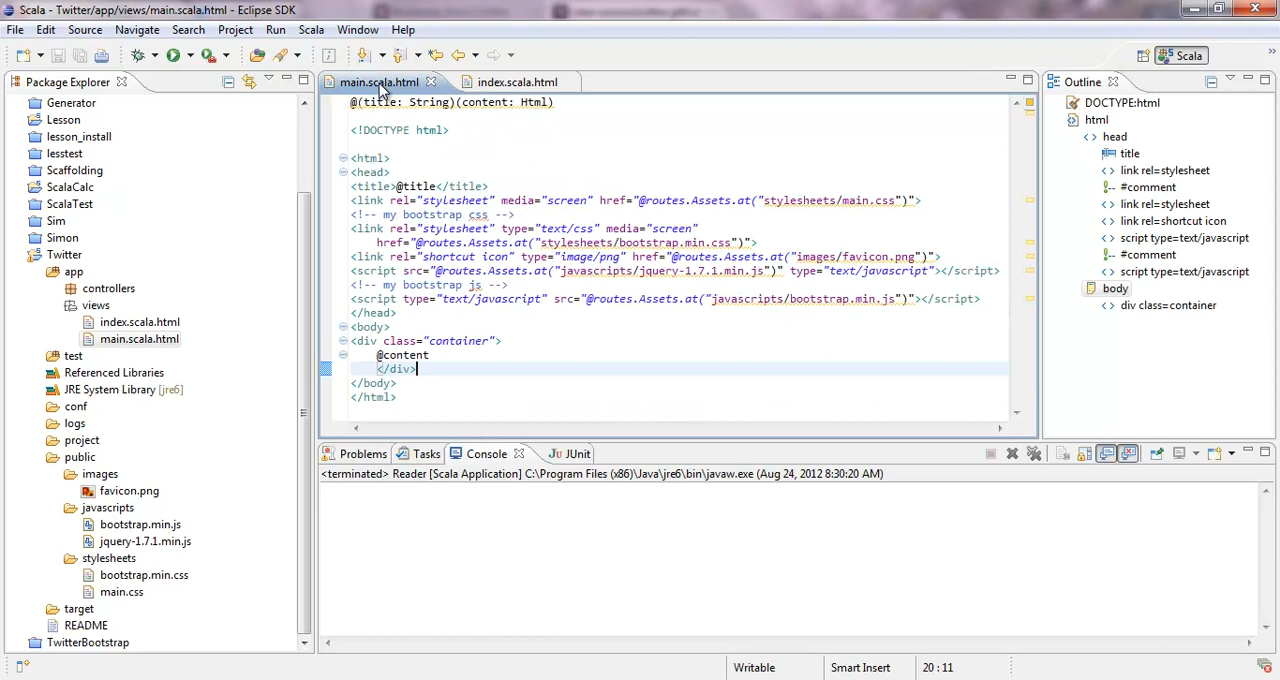 Scala - Twitter/app/views/main.scala.html - Eclipse SDK
File Edit Source Navigate Search Project Run Scala Window Help
Scala
Package Explorer
main.scala.html
index.scala.html
Outline
Generator
Lesson
lesson_install
lesstest
Scaffolding
ScalaCalc
ScalaTest
Sim
Simon
Twitter
app
controllers
views
index.scala.html
main.scala.html
test
Referenced Libraries
JRE System Library [jre6]
conf
logs
project
public
images
favicon.png
javascripts
bootstrap.min.js
jquery-1.7.1.min.js
stylesheets
bootstrap.min.css
main.css
target
README
TwitterBootstrap
@(title: String)(content: Html)
<!DOCTYPE html>
<html>
<head>
<title>@title</title>
<link rel="stylesheet" media="screen" href="@routes.Assets.at("stylesheets/main.css")">
<!-- my bootstrap css -->
<link rel="stylesheet" type="text/css" media="screen"
href="@routes.Assets.at("stylesheets/bootstrap.min.css")">
<link rel="shortcut icon" type="image/png" href="@routes.Assets.at("images/favicon.png")">
<script src="@routes.Assets.at("javascripts/jquery-1.7.1.min.js")" type="text/javascript"></script>
<!-- my bootstrap js -->
<script type="text/javascript" src="@routes.Assets.at("javascripts/bootstrap.min.js")"></script>
</head>
<body>
<div class="container">
@content
</div>
</body>
</html>
DOCTYPE:html
html
head
title
link rel=stylesheet
#comment
link rel=stylesheet
link rel=shortcut icon
script type=text/javascript
#comment
script type=text/javascript
body
div class=container
Problems Tasks Console JUnit
<terminated> Reader [Scala Application] C:\Program Files (x86)\Java\jre6\bin\javaw.exe (Aug 24, 2012 8:30:20 AM)
Writable Smart Insert 20 : 11